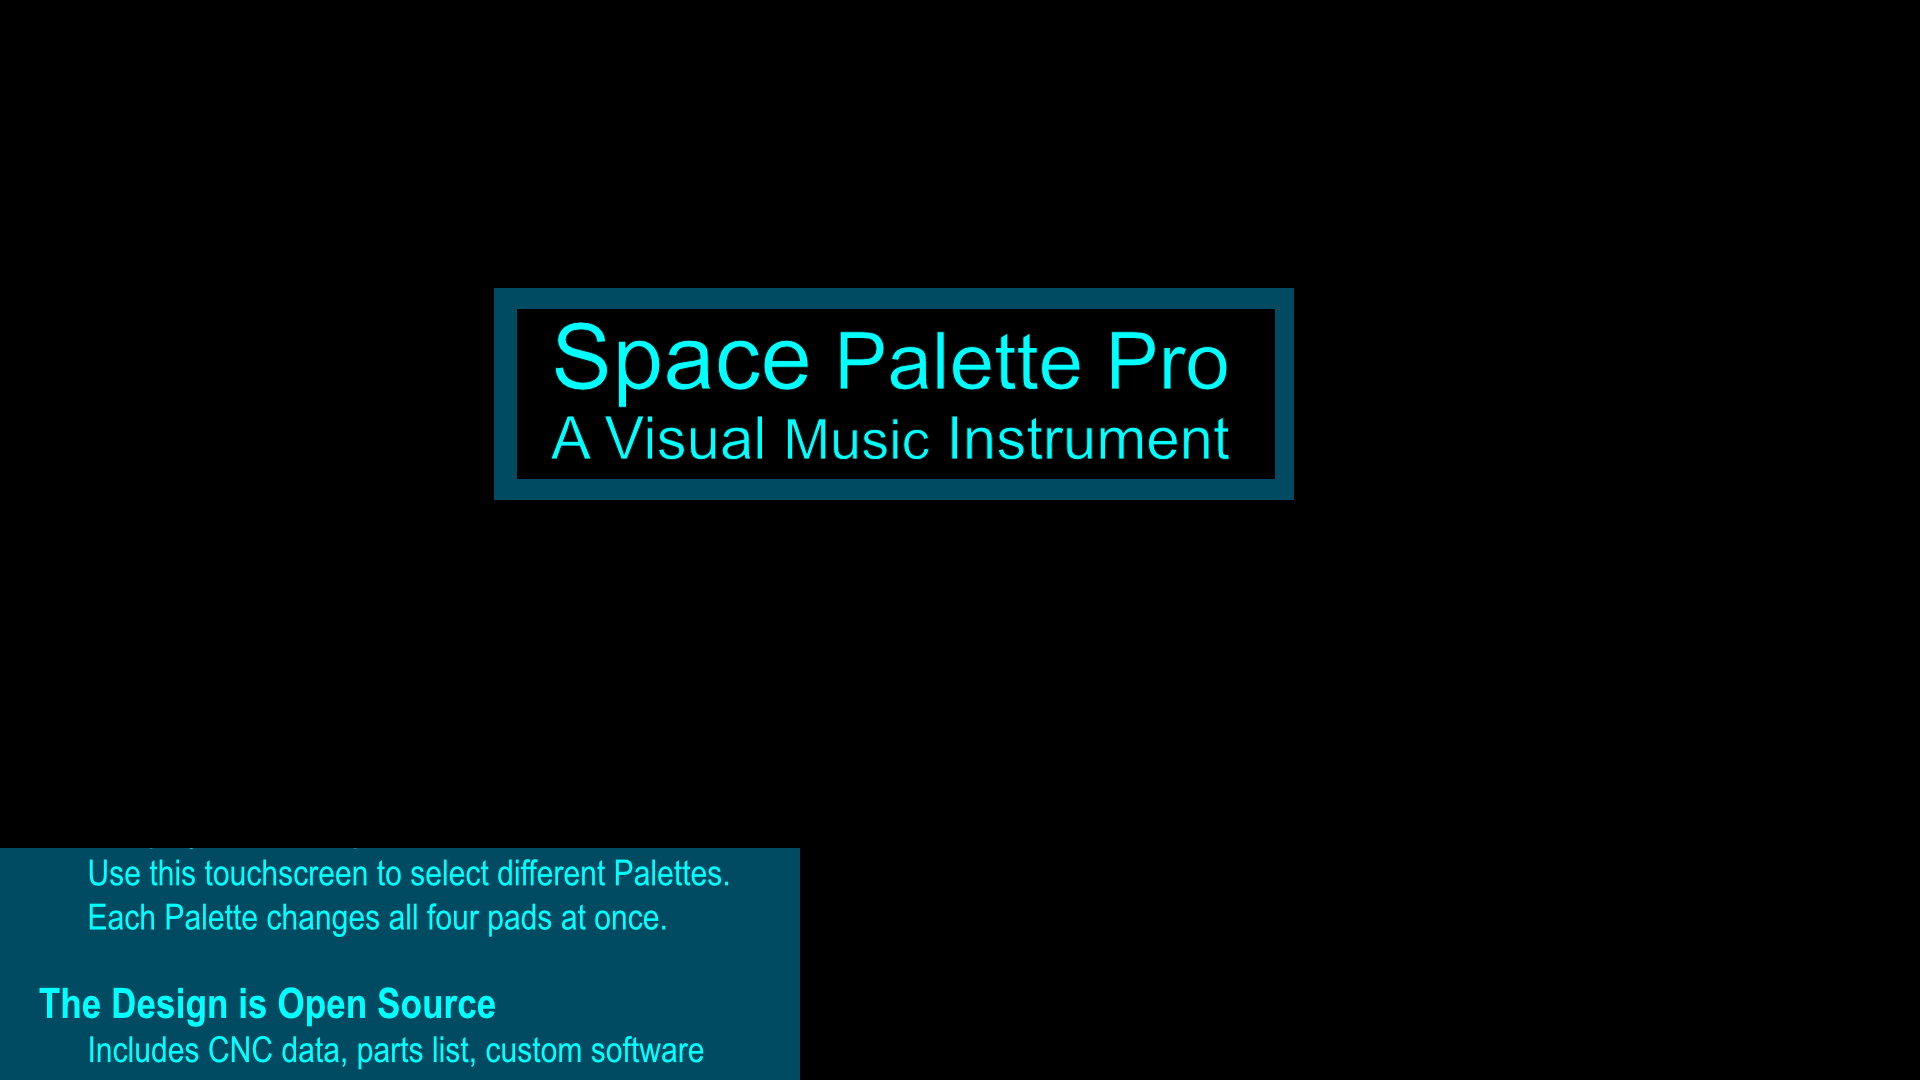 Space Palette Pro
A Visual Music Instrument
Use this touchscreen to select different Palettes.
Each Palette changes all four pads at once.
The Design is Open Source
Includes CNC data, parts list, custom software